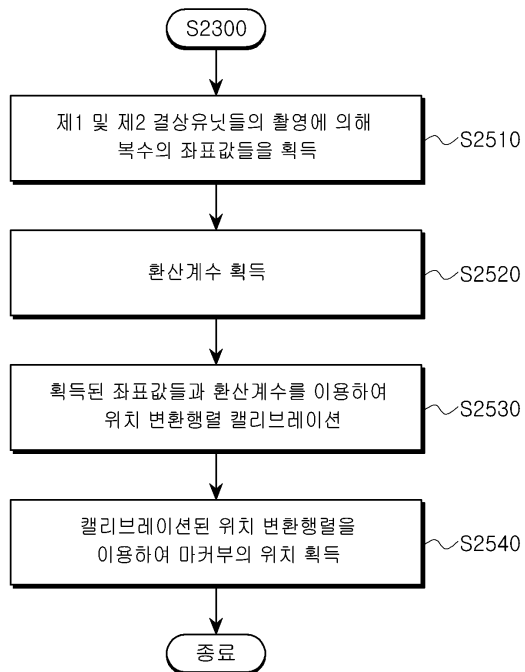 S2300
제1 및 제2 결상유닛들의 촬영에 의해
복수의 좌표값들을 획득
S2510
환산계수 획득
S2520
획득된 좌표값들과 환산계수를 이용하여
위치 변환행렬 캘리브레이션
S2530
캘리브레이션된 위치 변환행렬을
이용하여 마커부의 위치 획득
S2540
종료